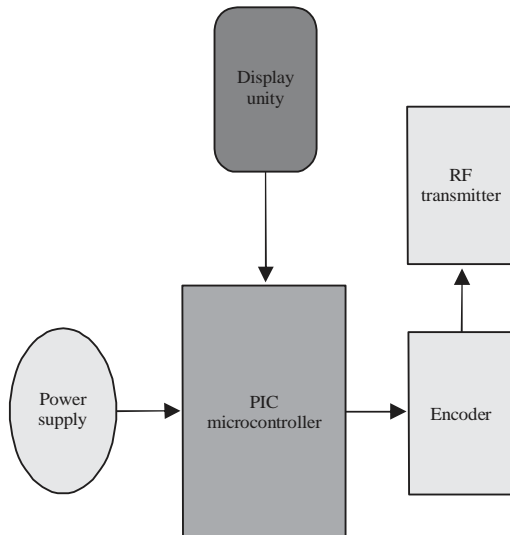 Display
unity
RF
transmitter
Power
supply
PIC
microcontroller
Encoder